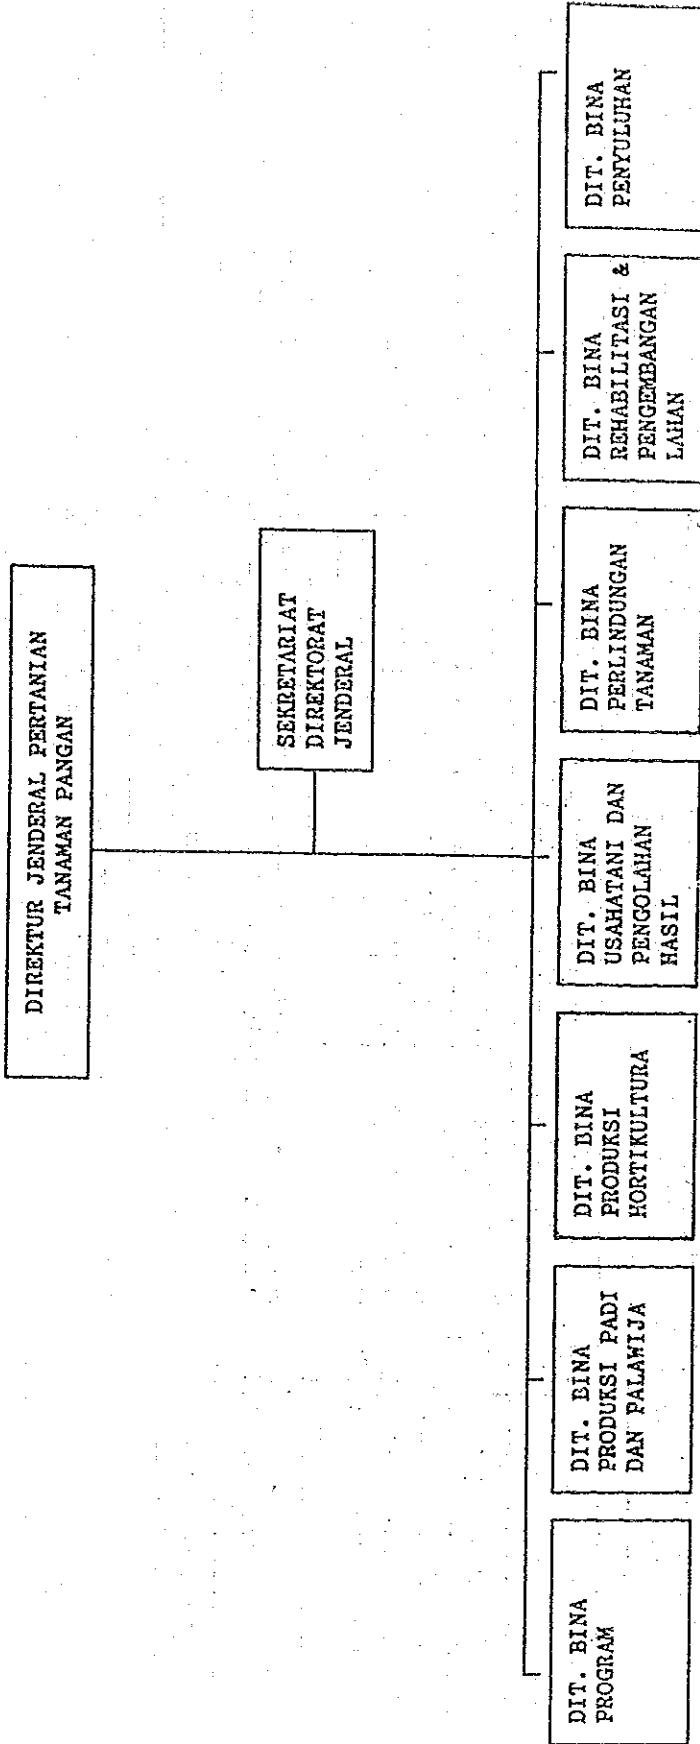 DIREKTUR JENDERAL PERTANIAN
TANAMAN PANGAN
SEKRETARIAT
DIREKTORAT
JENDERAL
DIT. BINA
PROGRAM
DIT. BINA
PRODUKSI PADI
DAN PALAWIJA
DIT. BINA
PRODUKSI
HORTIKULTURA
DIT. BINA
USAHATANI DAN
PENGOLAHAN
HASIL
DIT. BINA
PERLINDUNGAN
TANAMAN
DIT. BINA
REHABILITASI &
PENGEMBANGAN
LAHAN
DIT. BINA
PENYULUHAN